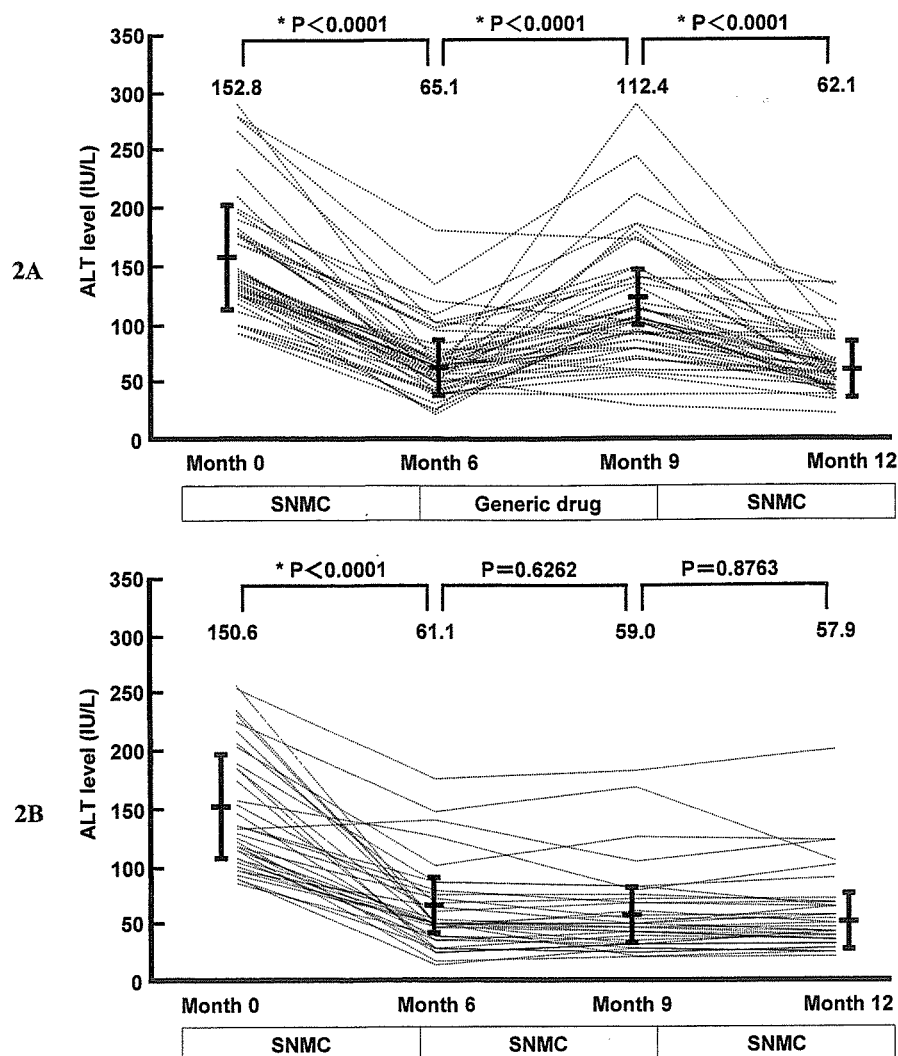 * P<0.0001 * P<0.0001 * P<0.0001
152.8 65.1 112.4 62.1
350
300
250
200
150
100
50
0
ALT level (IU/L)
2A
Month 0 Month 6 Month 9 Month 12
SNMC Generic drug SNMC
* P<0.0001 P=0.6262 P=0.8763
150.6 61.1 59.0 57.9
350
300
250
200
150
100
50
0
ALT level (IU/L)
2B
Month 0 Month 6 Month 9 Month 12
SNMC SNMC SNMC